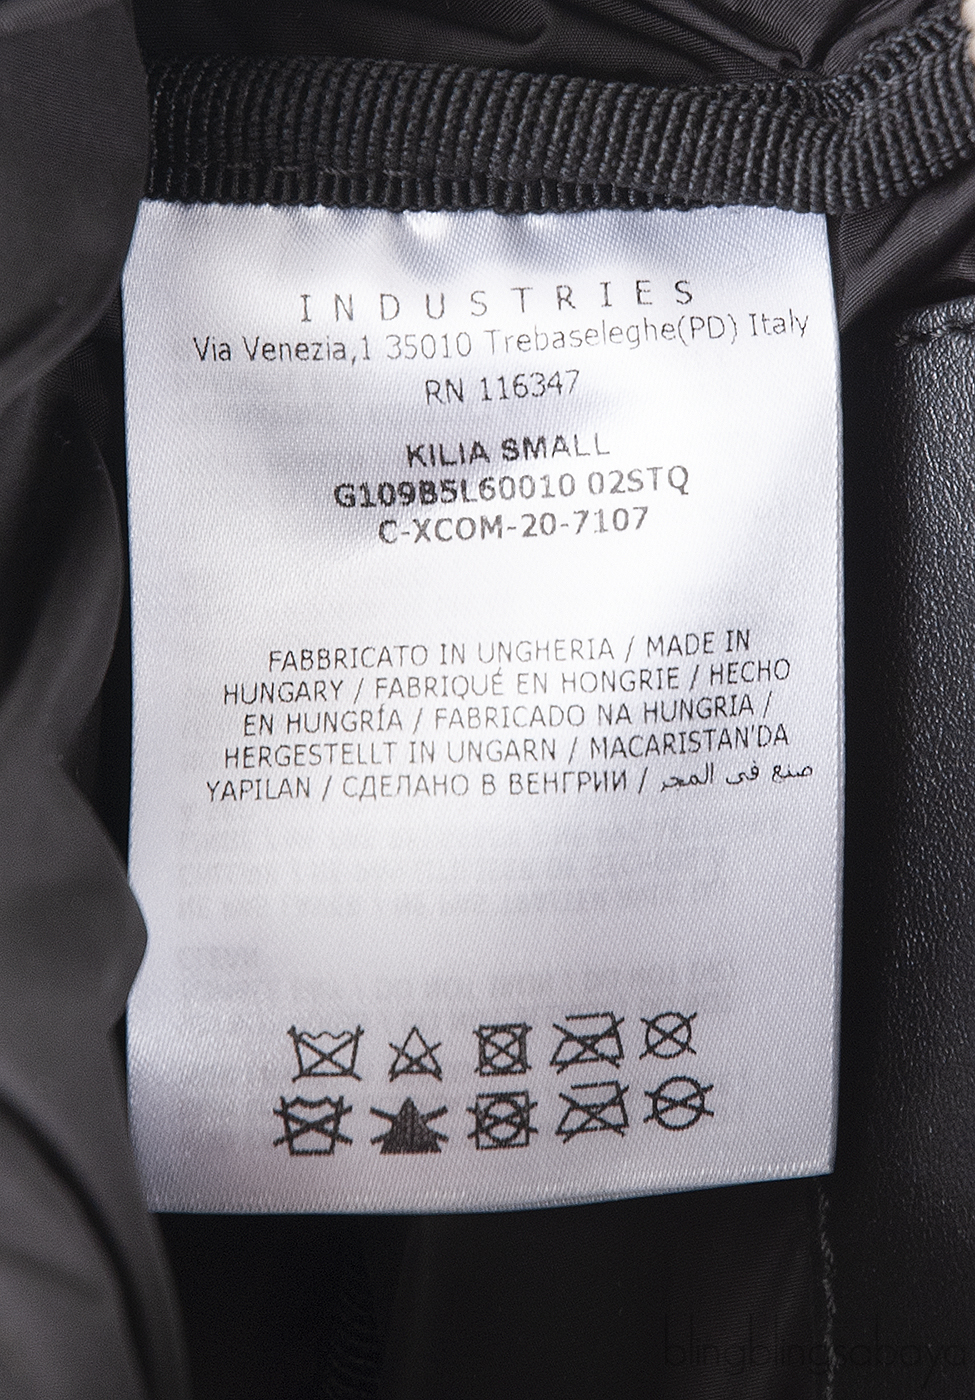 INDUSTRIES
Via Venezia,1 35010 Trebaseleghe(PD) Italy
RN 116347
KILIA SMALL
G109B5L60010 02STQ
C-XCOM-20-7107
FABBRICATO IN UNGHERIA / MADE IN
HUNGARY / FABRIQUÉ EN HONGRIE / HECHO
EN HUNGRÍA / FABRICADO NA HUNGRIA /
HERGESTELLT IN UNGARN / MACARISTAN'DA
YAPILAN / СДЕЛАНО В ВЕНГРИИ / صنع في المجر
blingblingsabaya